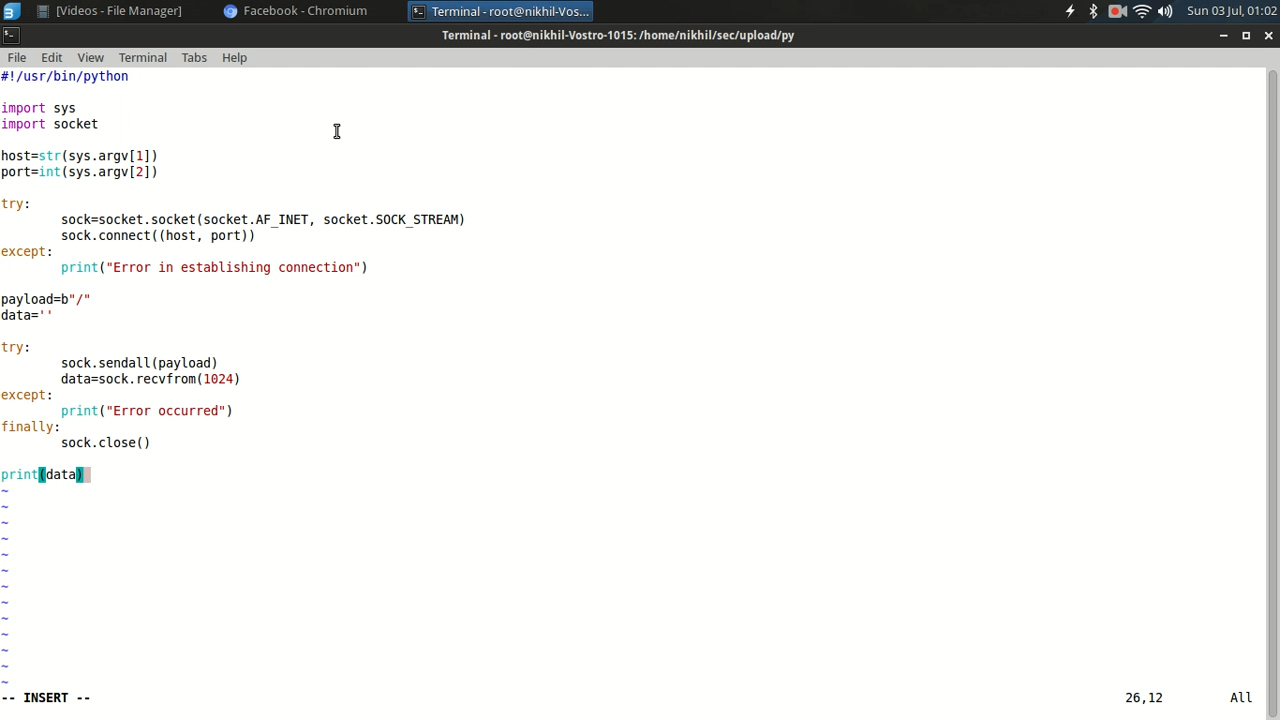 [Videos - File Manager] Facebook - Chromium Terminal - root@nikhil-Vos... Sun 03 Jul, 01:02
Terminal - root@nikhil-Vostro-1015: /home/nikhil/sec/upload/py
File Edit View Terminal Tabs Help
#!/usr/bin/python
import sys
import socket
host=str(sys.argv[1])
port=int(sys.argv[2])
try:
sock=socket.socket(socket.AF_INET, socket.SOCK_STREAM)
sock.connect((host, port))
except:
print("Error in establishing connection")
payload=b"/"
data=''
try:
sock.sendall(payload)
data=sock.recvfrom(1024)
except:
print("Error occurred")
finally:
sock.close()
print(data)
~
~
~
~
~
~
~
~
~
~
~
~
~
-- INSERT -- 26,12 All